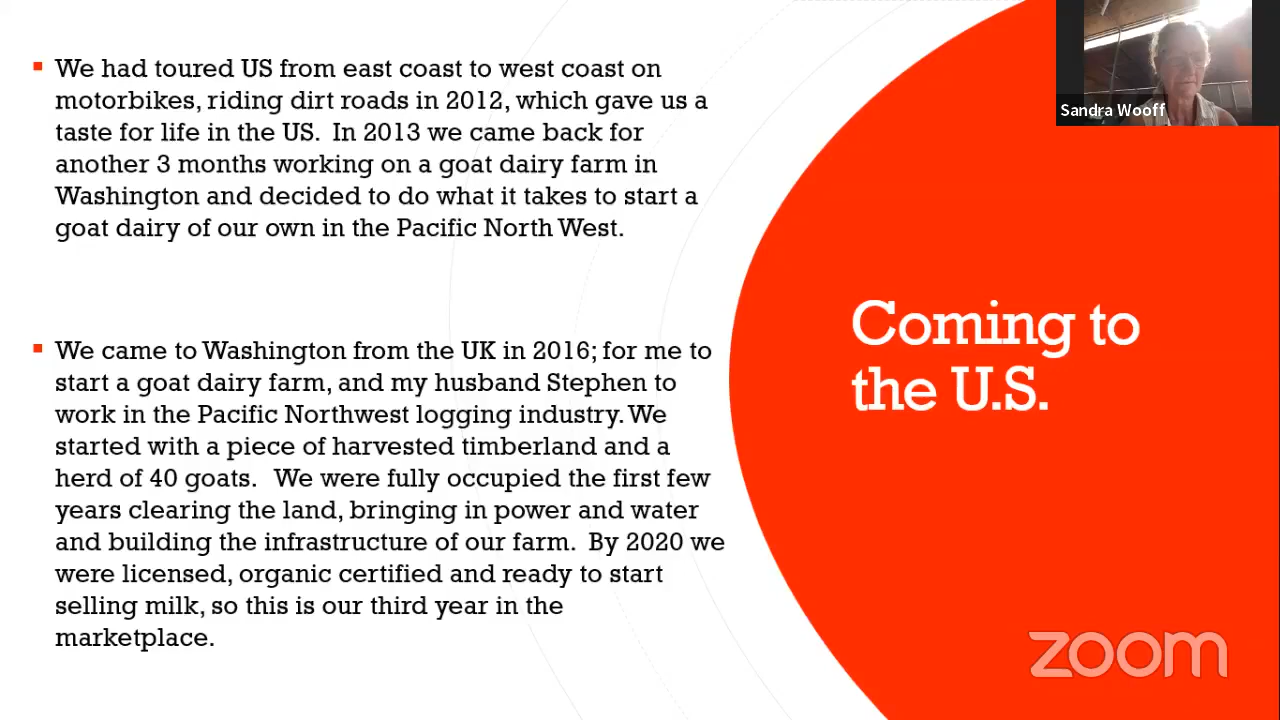 We had toured US from east coast to west coast on
motorbikes, riding dirt roads in 2012, which gave us a
taste for life in the US. In 2013 we came back for
another 3 months working on a goat dairy farm in
Washington and decided to do what it takes to start a
goat dairy of our own in the Pacific North West.
We came to Washington from the UK in 2016; for me to
start a goat dairy farm, and my husband Stephen to
work in the Pacific Northwest logging industry. We
started with a piece of harvested timberland and a
herd of 40 goats. We were fully occupied the first few
years clearing the land, bringing in power and water
and building the infrastructure of our farm. By 2020 we
were licensed, organic certified and ready to start
selling milk, so this is our third year in the
marketplace.
Coming to
the U.S.
Sandra Wooff
zoom